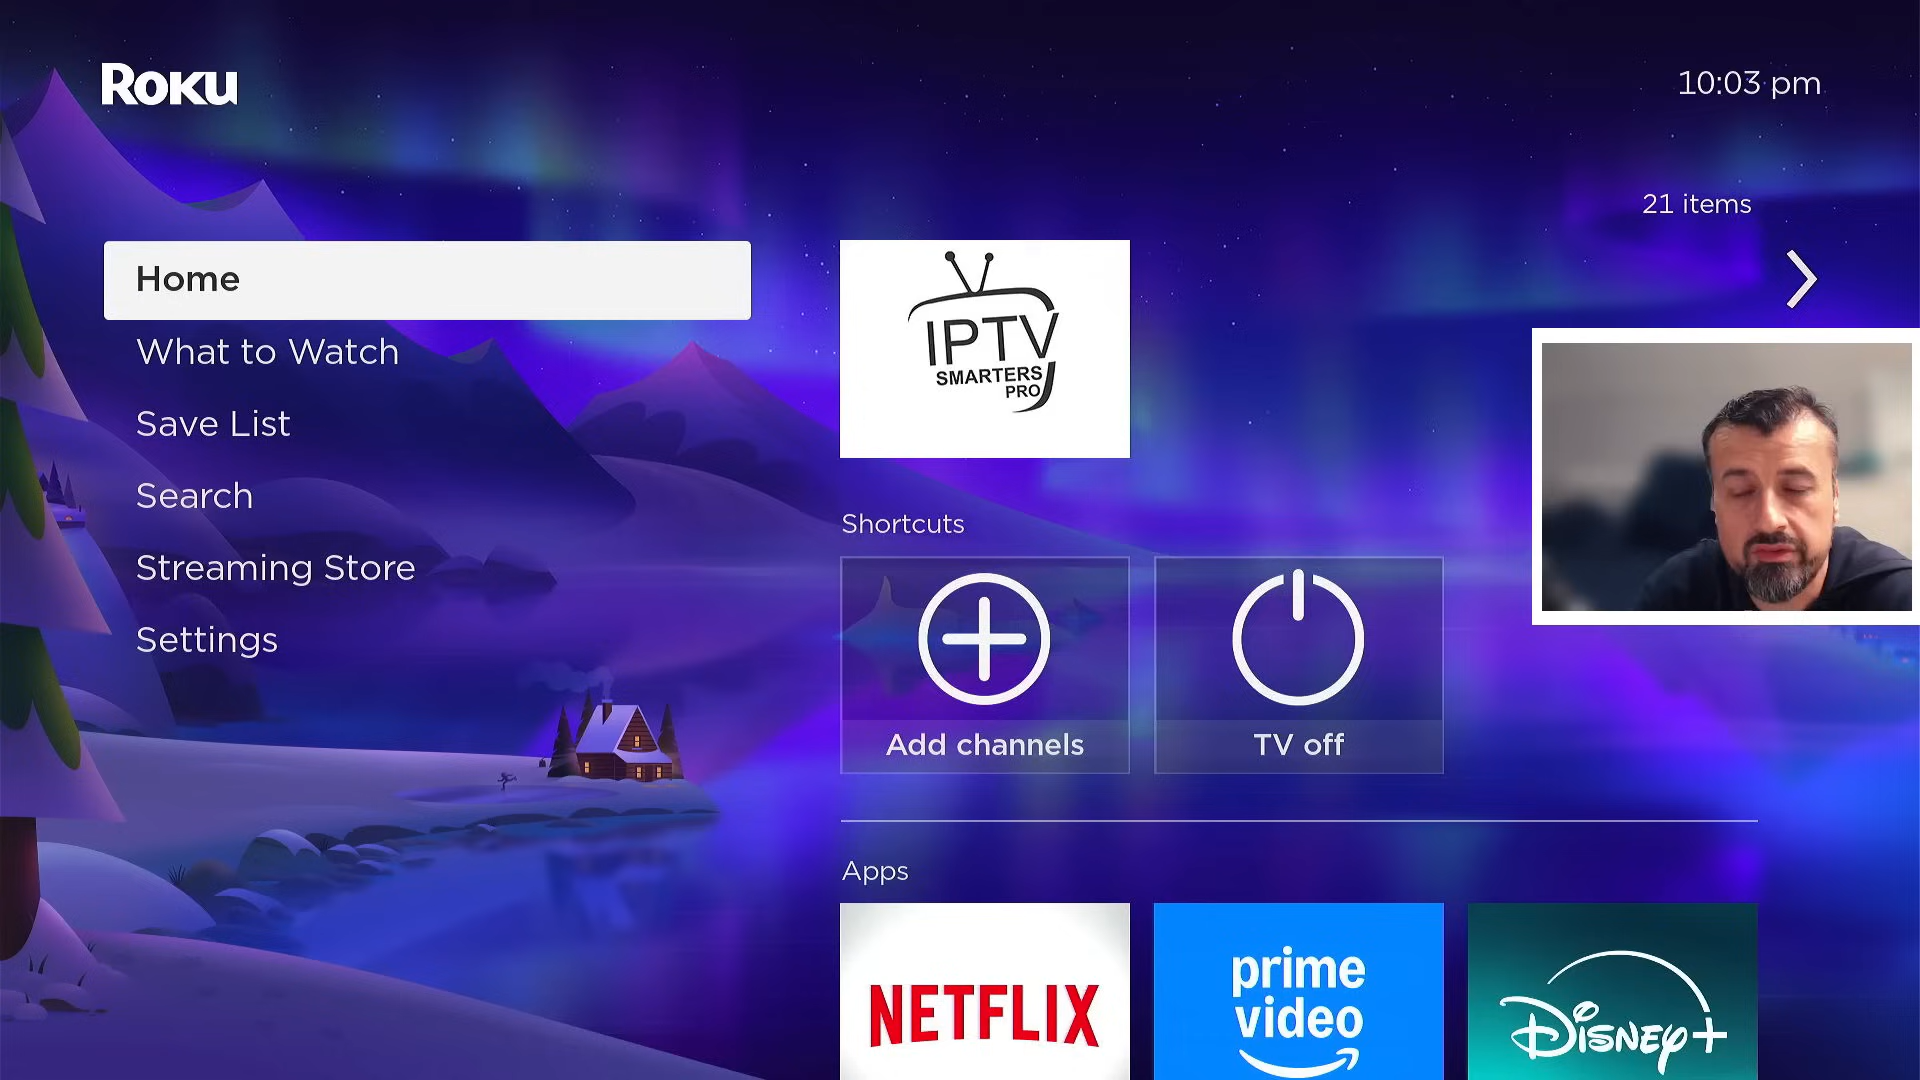 ROKU
10:03 pm
21 items
Home
What to Watch
Save List
Search
Streaming Store
Settings
IPTV
SMARTERS
PRO
Shortcuts
Add channels
TV off
Apps
NETFLIX
prime
video
Disney+